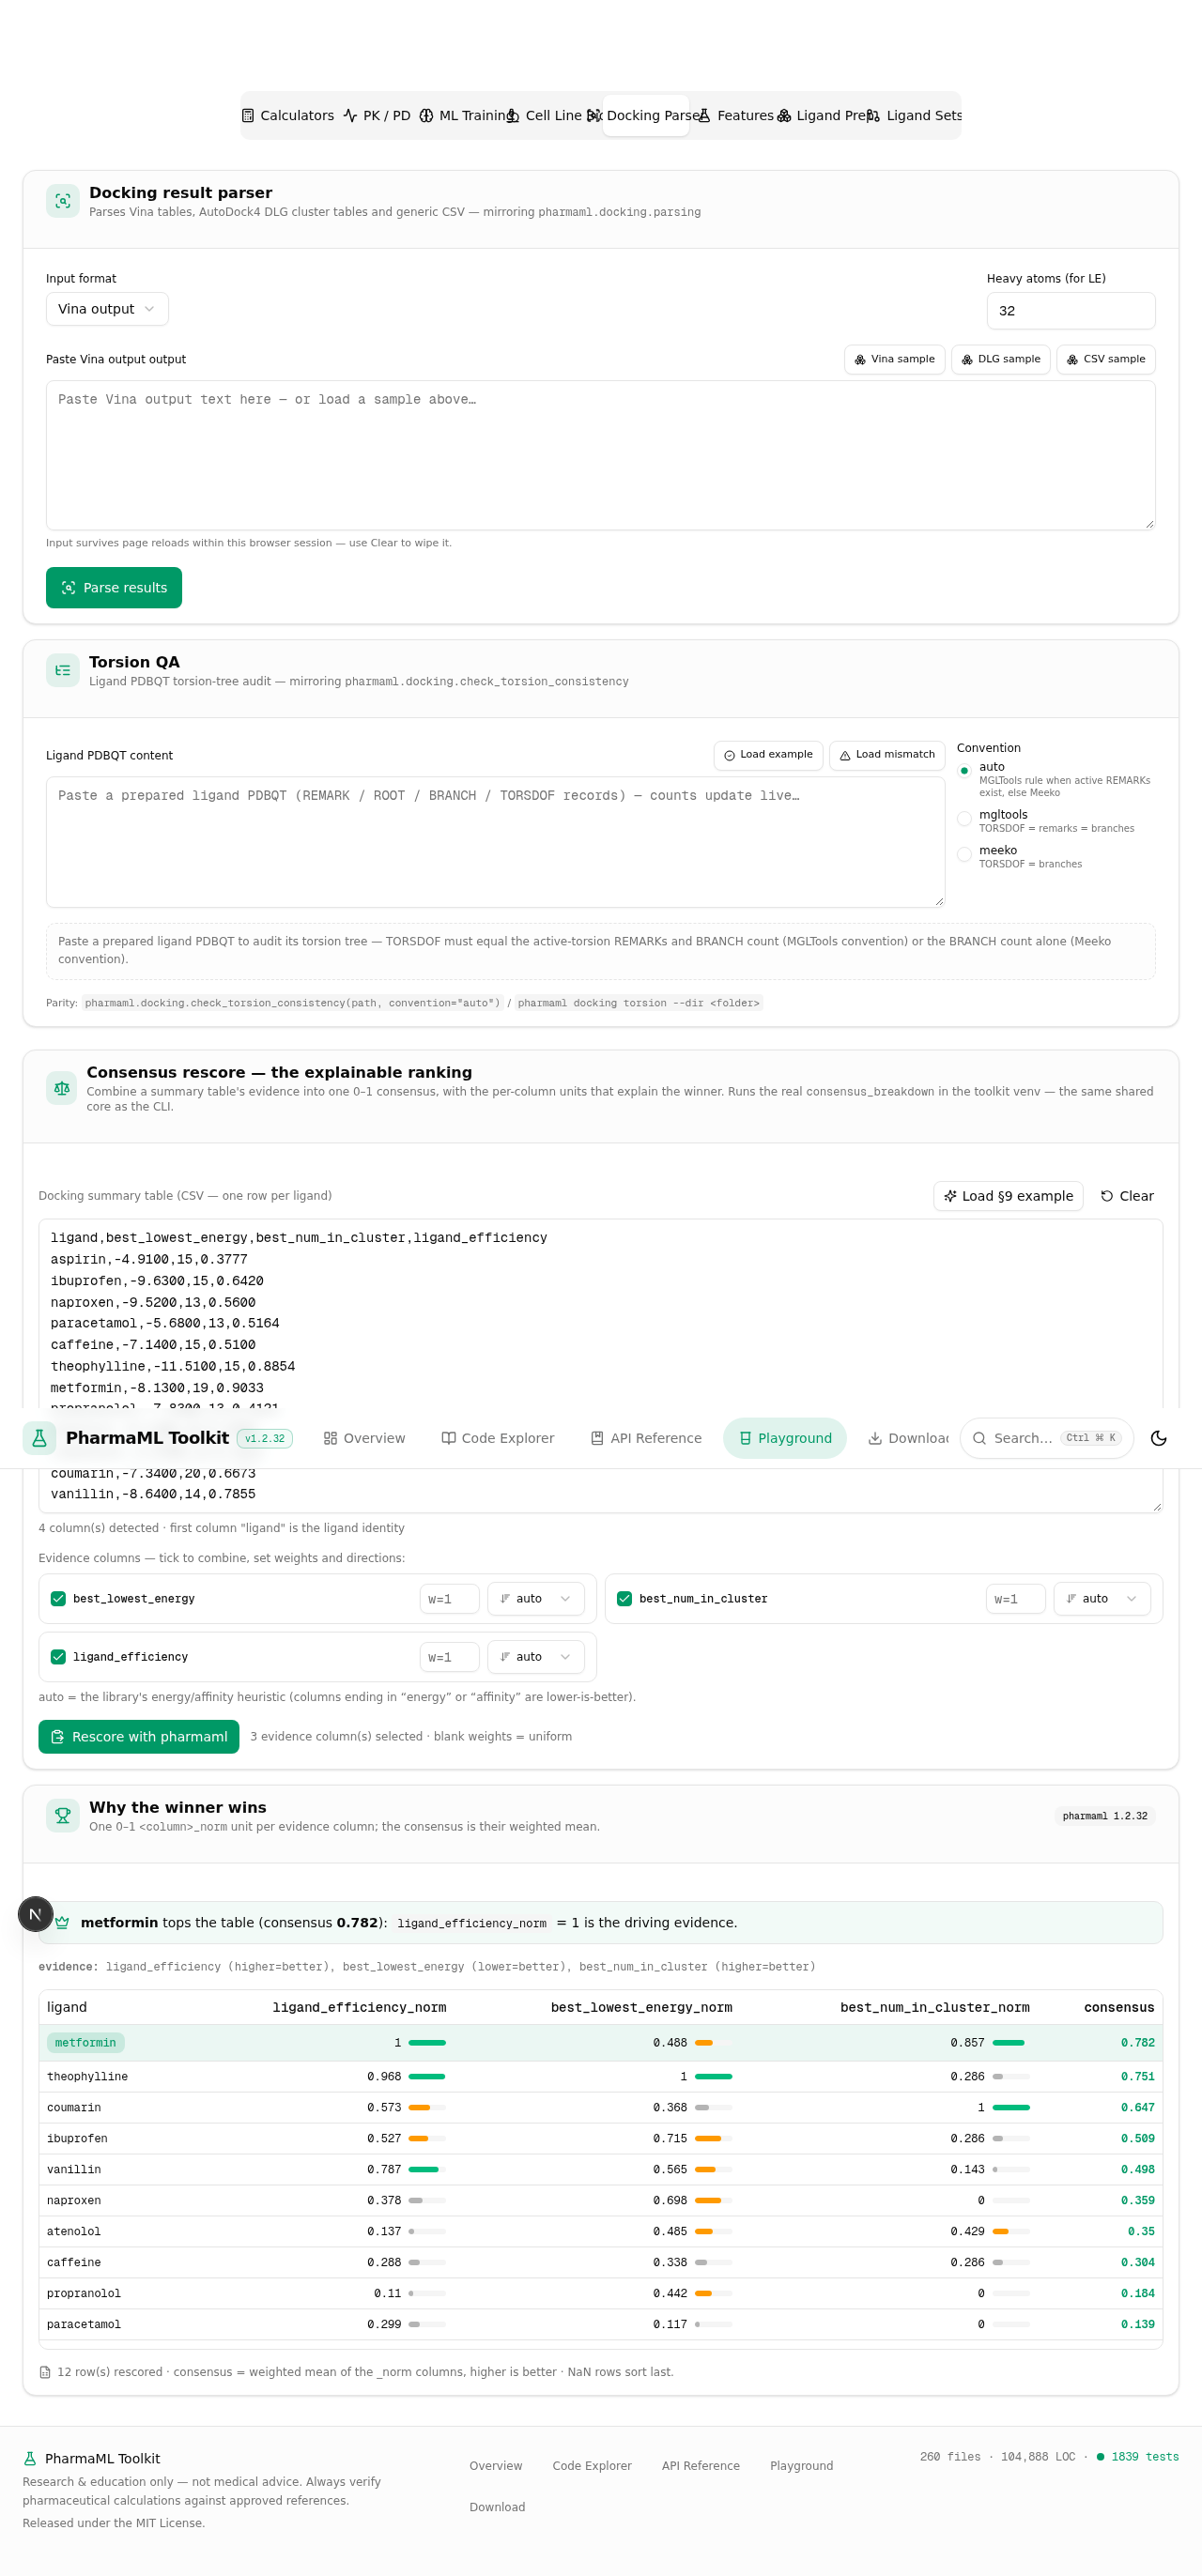 Calculators
PK / PD
ML Training
Cell Line
Docking Parse
Features
Ligand Prep
Ligand Sets
Docking result parser
Parses Vina tables, AutoDock4 DLG cluster tables and generic CSV — mirroring pharmaml.docking.parsing
Input format
Heavy atoms (for LE)
Vina output
32
Paste Vina output output
Vina sample
DLG sample
CSV sample
Paste Vina output text here — or load a sample above…
Input survives page reloads within this browser session — use Clear to wipe it.
Parse results
Torsion QA
Ligand PDBQT torsion-tree audit — mirroring pharmaml.docking.check_torsion_consistency
Ligand PDBQT content
Load example
Load mismatch
Paste a prepared ligand PDBQT (REMARK / ROOT / BRANCH / TORSDOF records) — counts update live…
Convention
auto
MGLTools rule when active REMARKs
exist, else Meeko
mgltools
TORSDOF = remarks = branches
meeko
TORSDOF = branches
Paste a prepared ligand PDBQT to audit its torsion tree — TORSDOF must equal the active-torsion REMARKs and BRANCH count (MGLTools convention) or the BRANCH count alone (Meeko
convention).
Parity: pharmaml.docking.check_torsion_consistency(path, convention="auto") / pharmaml docking torsion --dir <folder>
Consensus rescore — the explainable ranking
Combine a summary table's evidence into one 0–1 consensus, with the per-column units that explain the winner. Runs the real consensus_breakdown in the toolkit venv — the same shared
core as the CLI.
Docking summary table (CSV — one row per ligand)
Load §9 example
Clear
ligand,best_lowest_energy,best_num_in_cluster,ligand_efficiency
aspirin,-4.9100,15,0.3777
ibuprofen,-9.6300,15,0.6420
naproxen,-9.5200,13,0.5600
paracetamol,-5.6800,13,0.5164
caffeine,-7.1400,15,0.5100
theophylline,-11.5100,15,0.8854
metformin,-8.1300,19,0.9033
propranolol,-7.8300,13,0.4121
PharmaML Toolkit
v1.2.32
Overview
Code Explorer
API Reference
Playground
Download
Search...
Ctrl ⌘ K
coumarin,-7.3400,20,0.6673
vanillin,-8.6400,14,0.7855
4 column(s) detected · first column "ligand" is the ligand identity
Evidence columns — tick to combine, set weights and directions:
best_lowest_energy w=1 auto
best_num_in_cluster w=1 auto
ligand_efficiency w=1 auto
auto = the library's energy/affinity heuristic (columns ending in “energy” or “affinity” are lower-is-better).
Rescore with pharmaml
3 evidence column(s) selected · blank weights = uniform
Why the winner wins
One 0–1 <column>_norm unit per evidence column; the consensus is their weighted mean.
pharmaml 1.2.32
N
metformin tops the table (consensus 0.782): ligand_efficiency_norm = 1 is the driving evidence.
evidence: ligand_efficiency (higher=better), best_lowest_energy (lower=better), best_num_in_cluster (higher=better)
ligand ligand_efficiency_norm best_lowest_energy_norm best_num_in_cluster_norm consensus
metformin 1 0.488 0.857 0.782
theophylline 0.968 1 0.286 0.751
coumarin 0.573 0.368 1 0.647
ibuprofen 0.527 0.715 0.286 0.509
vanillin 0.787 0.565 0.143 0.498
naproxen 0.378 0.698 0 0.359
atenolol 0.137 0.485 0.429 0.35
caffeine 0.288 0.338 0.286 0.304
propranolol 0.11 0.442 0 0.184
paracetamol 0.299 0.117 0 0.139
12 row(s) rescored · consensus = weighted mean of the _norm columns, higher is better · NaN rows sort last.
PharmaML Toolkit
Research & education only — not medical advice. Always verify
pharmaceutical calculations against approved references.
Released under the MIT License.
Overview
Code Explorer
API Reference
Playground
Download
260 files · 104,888 LOC · 1839 tests